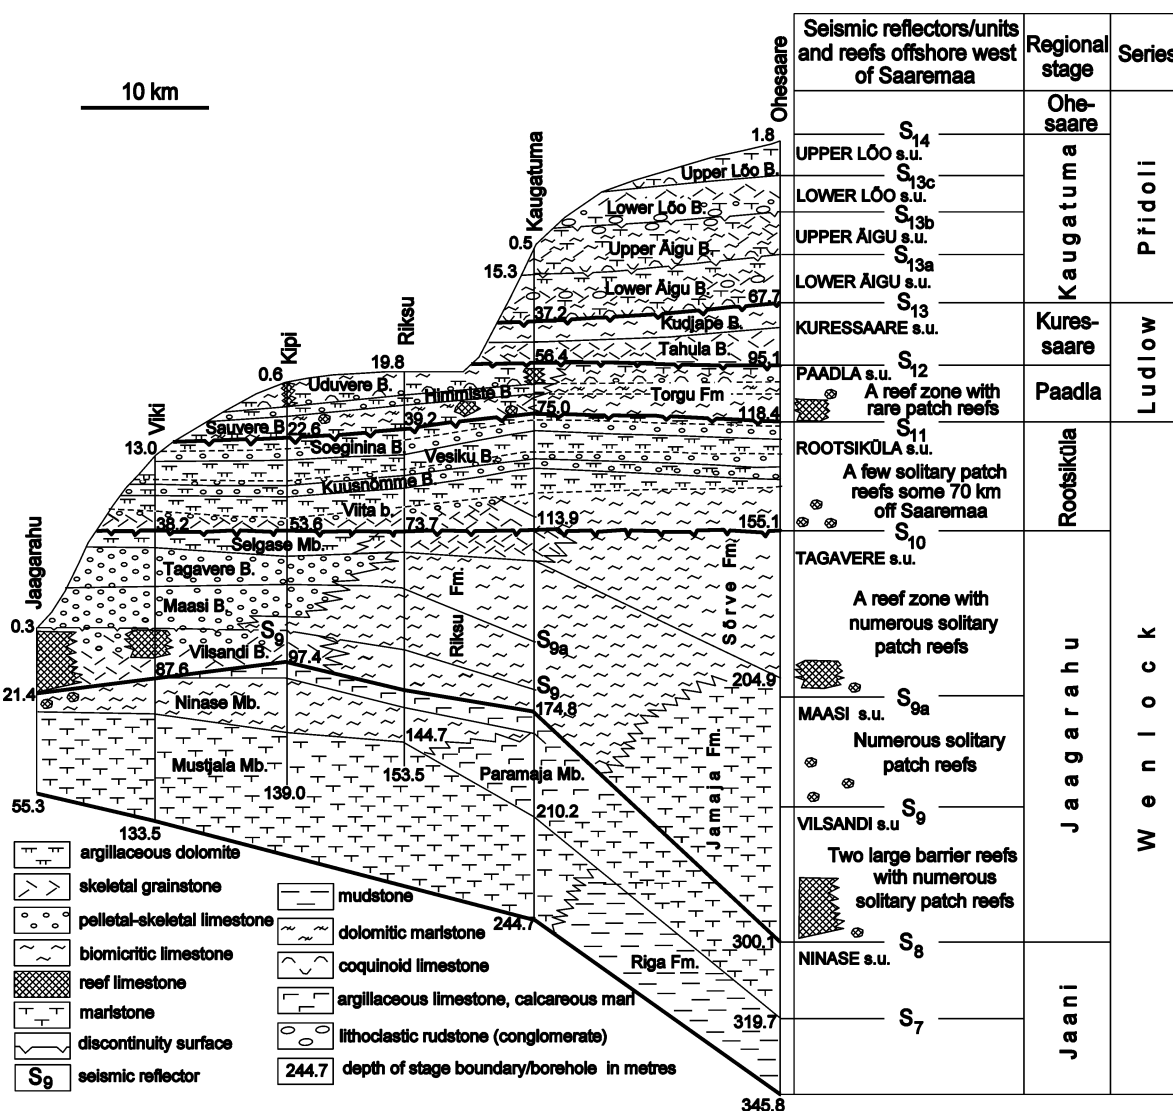 Seismic reflectors/units
and reefs offshore west
of Saaremaa
Regional
stage
Series
10 km
Jaagarahu
Viki
Kipi
Riksu
Kaugatuma
Ohesaare
0.3
21.4
55.3
13.0
38.2
87.6
133.5
0.6
22.6
53.6
97.4
139.0
19.8
39.2
73.7
144.7
153.5
0.5
15.3
37.2
56.4
75.0
113.9
174.8
210.2
244.7
1.8
67.7
95.1
118.4
155.1
204.9
300.1
319.7
345.8
Upper Lõo B.
Lower Lõo B.
Upper Äigu B.
Lower Äigu B.
Kudjape B.
Tahula B.
Uduvere B.
Himmiste B
Torgu Fm
Sauvere B.
Soeginina B.
Vesiku B.
Kuusnõmme B.
Viita b.
Selgase Mb.
Tagavere B.
Maasi B.
Vilsandi B.
Ninase Mb.
Mustjala Mb.
Paramaja Mb.
Riksu Fm.
Sõrve Fm.
Jamaja Fm.
Riga Fm.
S9
S9a
S9
S14
UPPER LÕO s.u.
S13c
LOWER LÕO s.u.
S13b
UPPER ÄIGU s.u.
S13a
LOWER ÄIGU s.u.
S13
KURESSAARE s.u.
S12
PAADLA s.u.
A reef zone with
rare patch reefs
S11
ROOTSIKÜLA s.u.
A few solitary patch
reefs some 70 km
off Saaremaa
S10
TAGAVERE s.u.
A reef zone with
numerous solitary
patch reefs
S9a
MAASI s.u.
Numerous solitary
patch reefs
S9
VILSANDI s.u
Two large barrier reefs
with numerous
solitary patch reefs
S8
NINASE s.u.
S7
Ohe-
saare
Kaugatuma
Kures-
saare
Paadla
Rootsiküla
Jaagarahu
Jaani
Přidoli
Ludlow
Wenlock
argillaceous dolomite
skeletal grainstone
pelletal-skeletal limestone
biomicritic limestone
reef limestone
marlstone
discontinuity surface
S9 seismic reflector
mudstone
dolomitic marlstone
coquinoid limestone
argillaceous limestone, calcareous marl
lithoclastic rudstone (conglomerate)
244.7 depth of stage boundary/borehole in metres